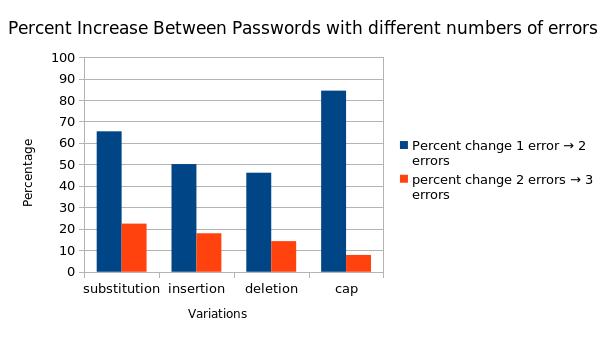 Percent Increase Between Passwords with different numbers of errors
100
90
80
70
60
50
40
30
20
10
0
Percentage
substitution insertion deletion cap
Variations
Percent change 1 error → 2
errors
percent change 2 errors → 3
errors